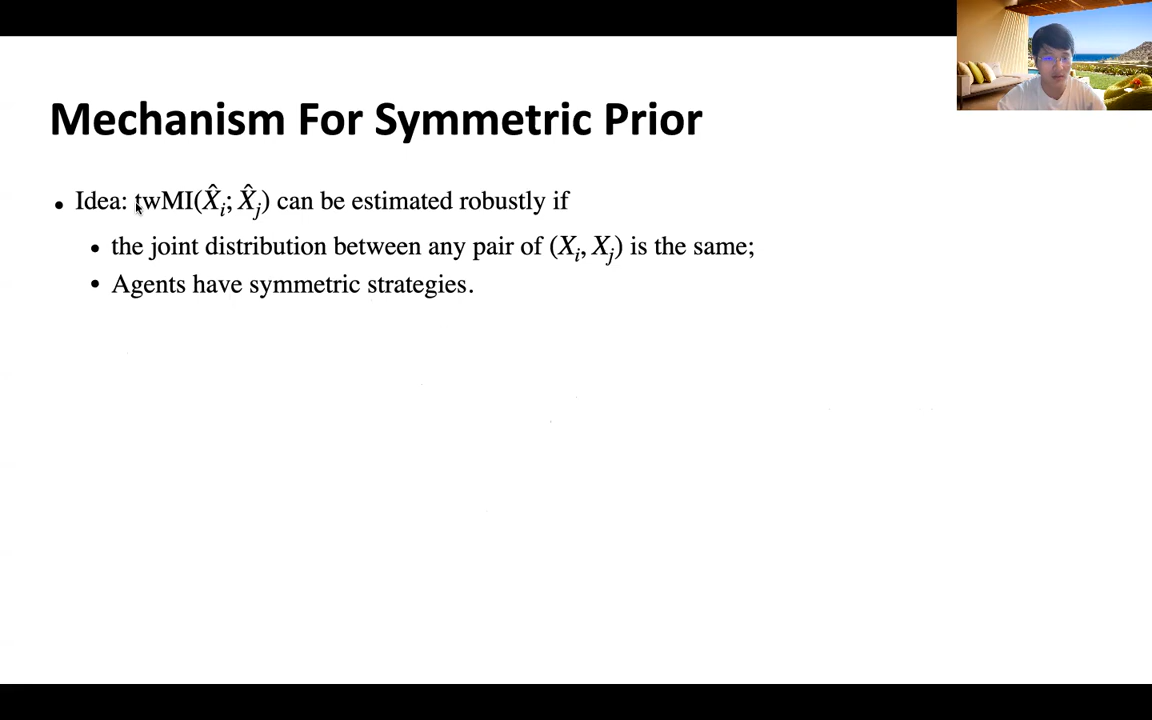 Mechanism For Symmetric Prior
• Idea: twMI(X̂ᵢ; X̂ⱼ) can be estimated robustly if
• the joint distribution between any pair of (Xᵢ, Xⱼ) is the same;
• Agents have symmetric strategies.